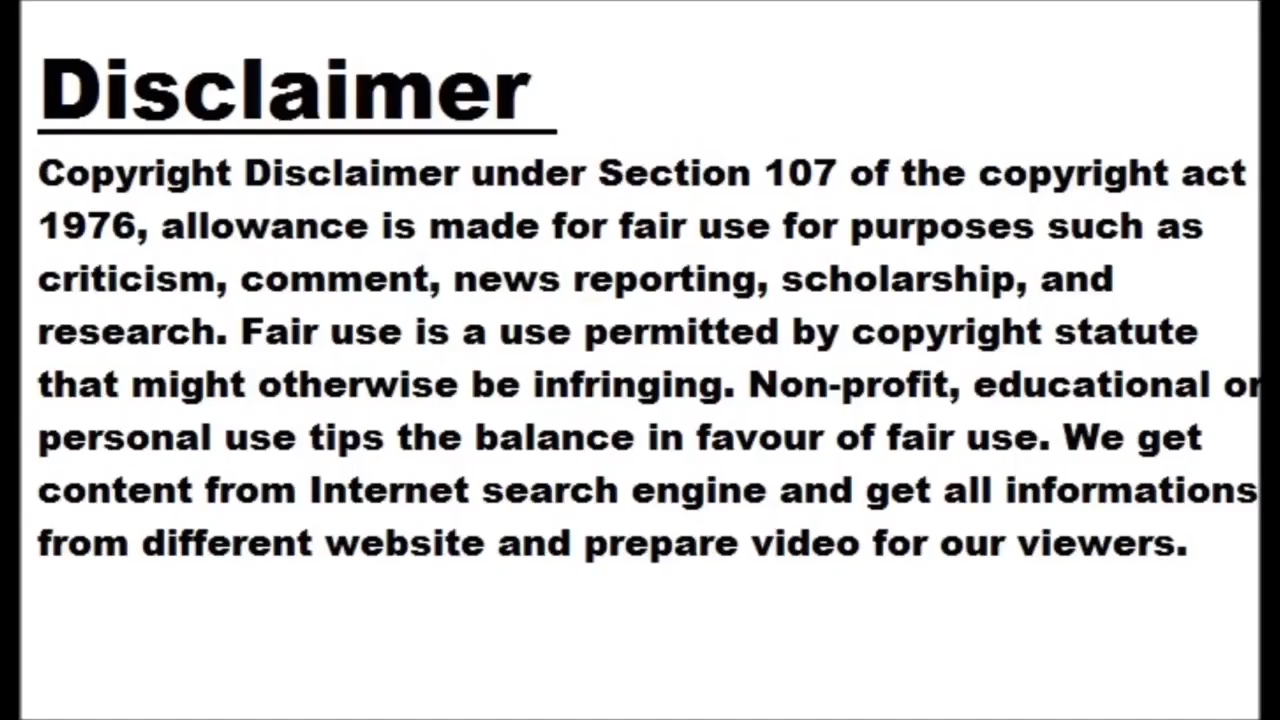 Disclaimer
Copyright Disclaimer under Section 107 of the copyright act
1976, allowance is made for fair use for purposes such as
criticism, comment, news reporting, scholarship, and
research. Fair use is a use permitted by copyright statute
that might otherwise be infringing. Non-profit, educational or
personal use tips the balance in favour of fair use. We get
content from Internet search engine and get all informations
from different website and prepare video for our viewers.